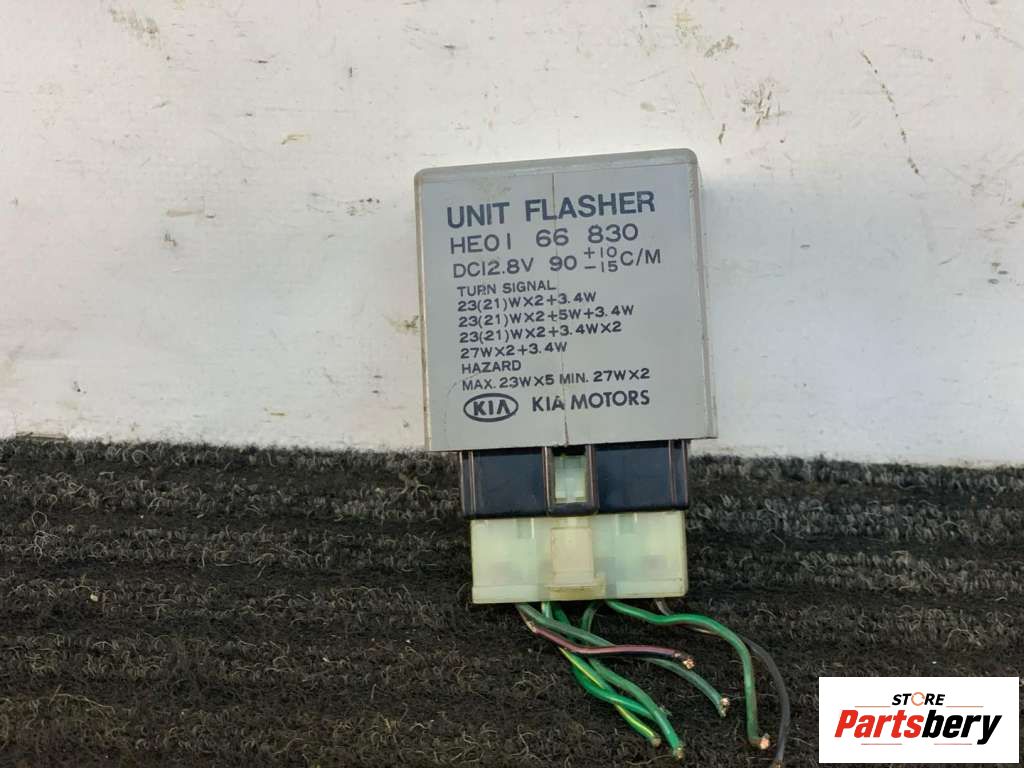 UNIT FLASHER
HE01 66 830
DC12.8V 90 +10 -15 C/M
TURN SIGNAL
23(21)W×2+3.4W
23(21)W×2+5W+3.4W
23(21)W×2+3.4W×2
27W×2+3.4W
HAZARD
MAX. 23W×5 MIN. 27W×2
KIA KIA MOTORS
STORE
Partsbery